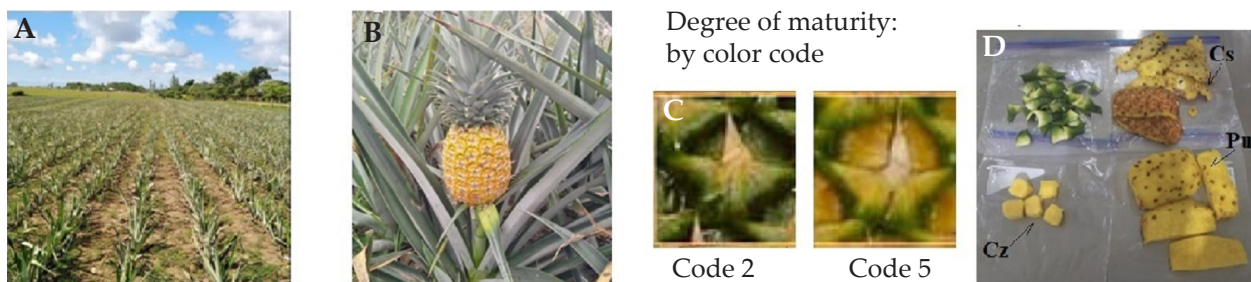 A
B
Degree of maturity:
by color code
C
Code 2
Code 5
D
Cs
Pu
Cz